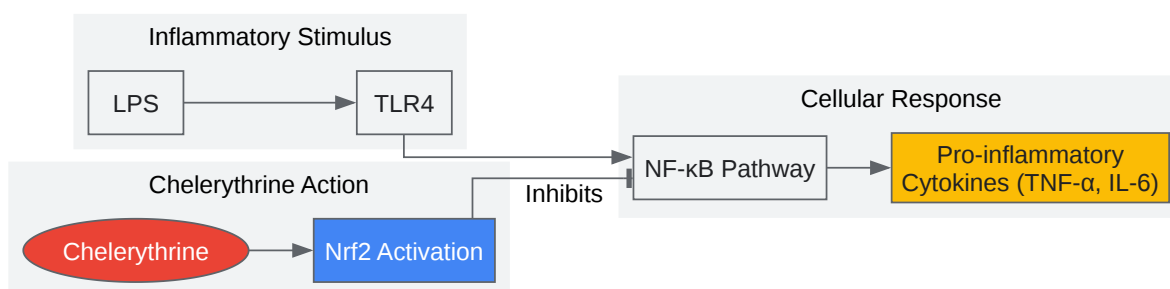 Inflammatory Stimulus
LPS
TLR4
Cellular Response
NF-κB Pathway
Pro-inflammatory
Cytokines (TNF-α, IL-6)
Chelerythrine Action
Inhibits
Chelerythrine
Nrf2 Activation